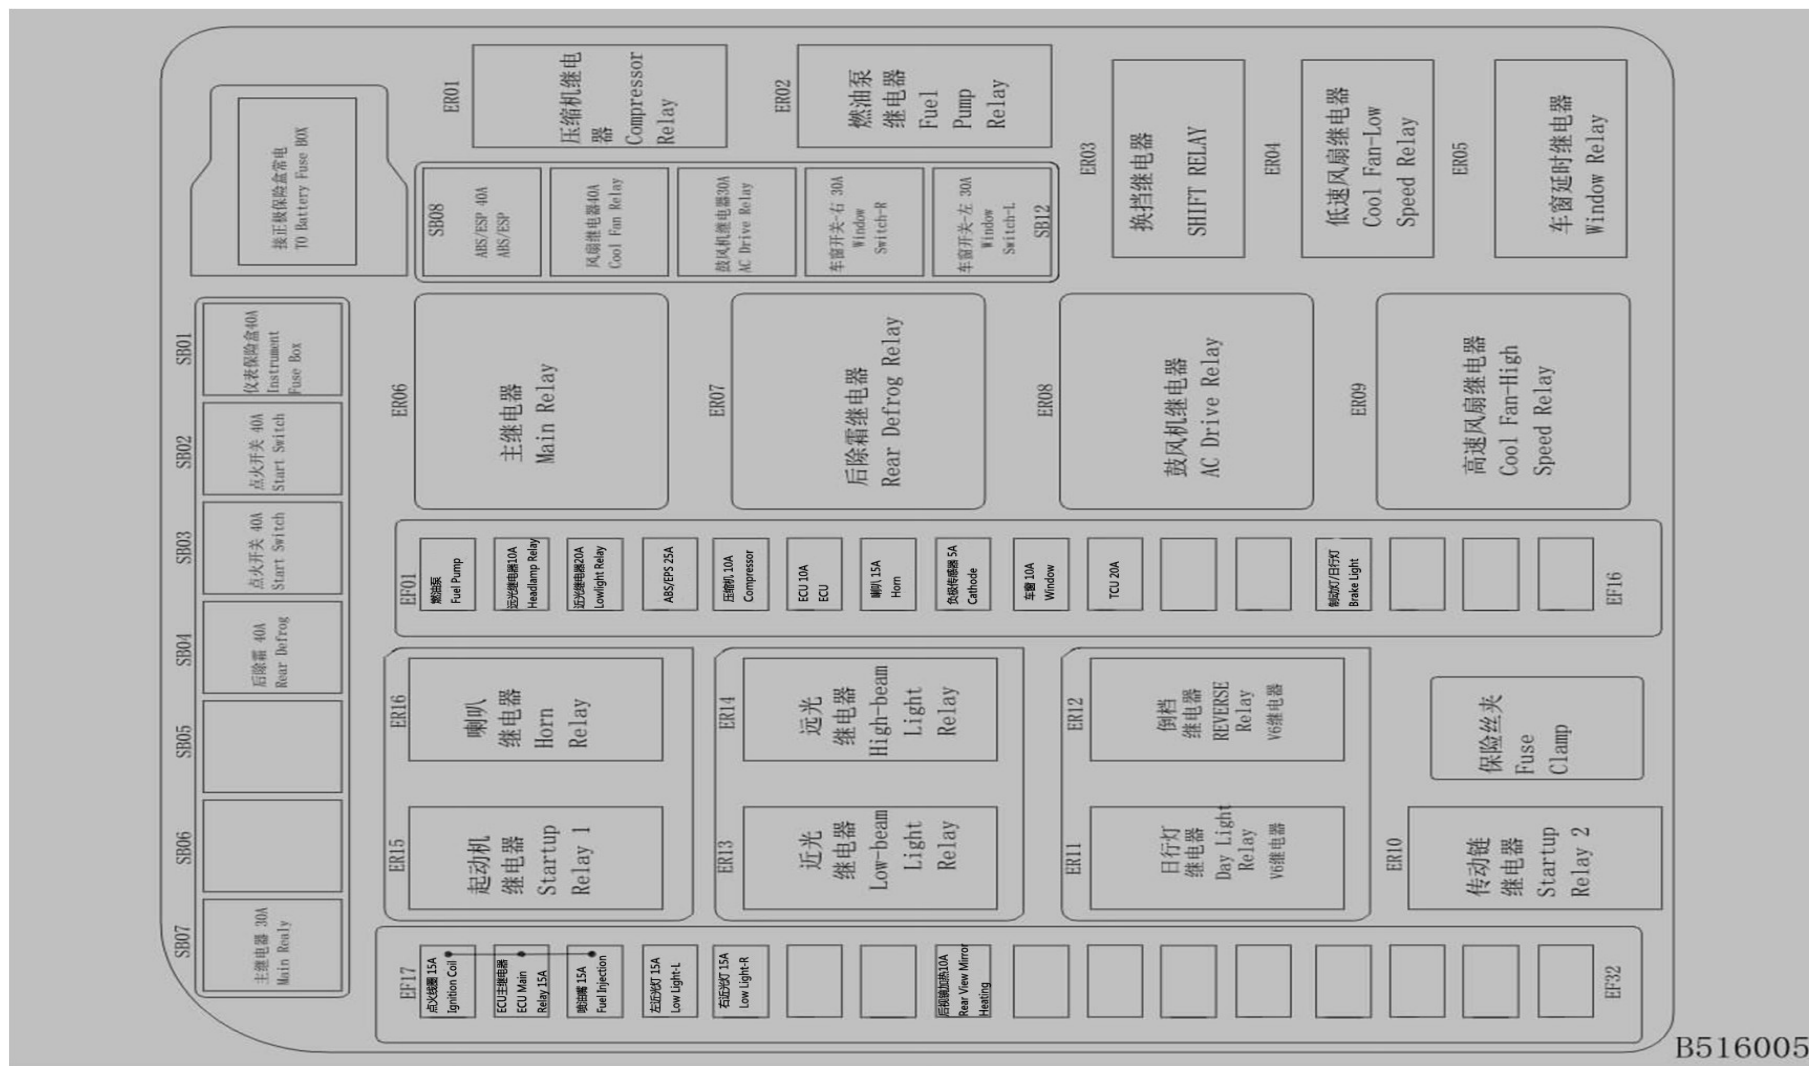 ER01
压缩机继电
器
Compressor
Relay
ER02
燃油泵
继电器
Fuel
Pump
Relay
ER03
换挡继电器
SHIFT RELAY
ER04
低速风扇继电器
Cool Fan-Low
Speed Relay
ER05
车窗延时继电器
Window Relay
接正极保险盒常电
TO Battery Fuse BOX
SB08
ABS/ESP 40A
ABS/ESP
风扇继电器40A
Cool Fan Relay
鼓风机继电器30A
AC Drive Relay
车窗开关-右 30A
Window
Switch-R
车窗开关-左 30A
Window
Switch-L
SB12
SB01
仪表保险盒40A
Instrument
Fuse Box
SB02
点火开关 40A
Start Switch
SB03
点火开关 40A
Start Switch
SB04
后除霜 40A
Rear Defrog
SB05
SB06
SB07
主继电器 30A
Main Realy
ER06
主继电器
Main Relay
ER07
后除霜继电器
Rear Defrog Relay
ER08
鼓风机继电器
AC Drive Relay
ER09
高速风扇继电器
Cool Fan-High
Speed Relay
EF01
燃油泵
Fuel Pump
远光继电器10A
Headlamp Relay
近光继电器20A
Lowlight Relay
ABS/EPS 25A
压缩机 10A
Compressor
ECU 10A
ECU
喇叭 15A
Horn
负极传感器 5A
Cathode
车窗 10A
Window
TCU 20A
制动灯/日行灯
Brake Light
EF16
ER16
喇叭
继电器
Horn
Relay
ER14
远光
继电器
High-beam
Light
Relay
ER12
倒档
继电器
REVERSE
Relay
V6继电器
保险丝夹
Fuse
Clamp
ER15
起动机
继电器
Startup
Relay 1
ER13
近光
继电器
Low-beam
Light
Relay
ER11
日行灯
继电器
Day Light
Relay
V6继电器
ER10
传动链
继电器
Startup
Relay 2
EF17
点火线圈 15A
Ignition Coil
ECU主继电器
ECU Main
Relay 15A
喷油嘴 15A
Fuel Injection
左近光灯 15A
Low Light-L
右近光灯 15A
Low Light-R
后视镜加热10A
Rear View Mirror
Heating
EF32
B516005